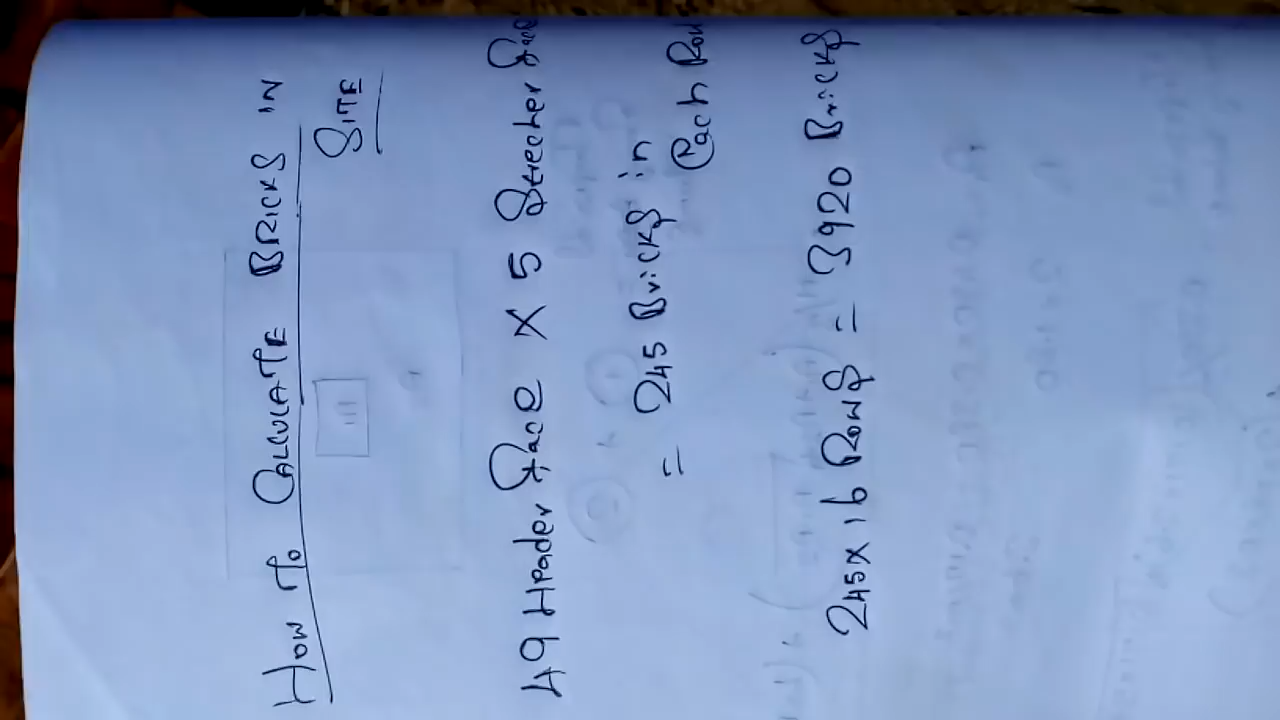 HOW TO CALCULATE BRICKS IN
SITE
49 Header Face X 5 Strecher Face
= 245 Bricks in
Each Row
245 X 16 Rows = 3920 Bricks